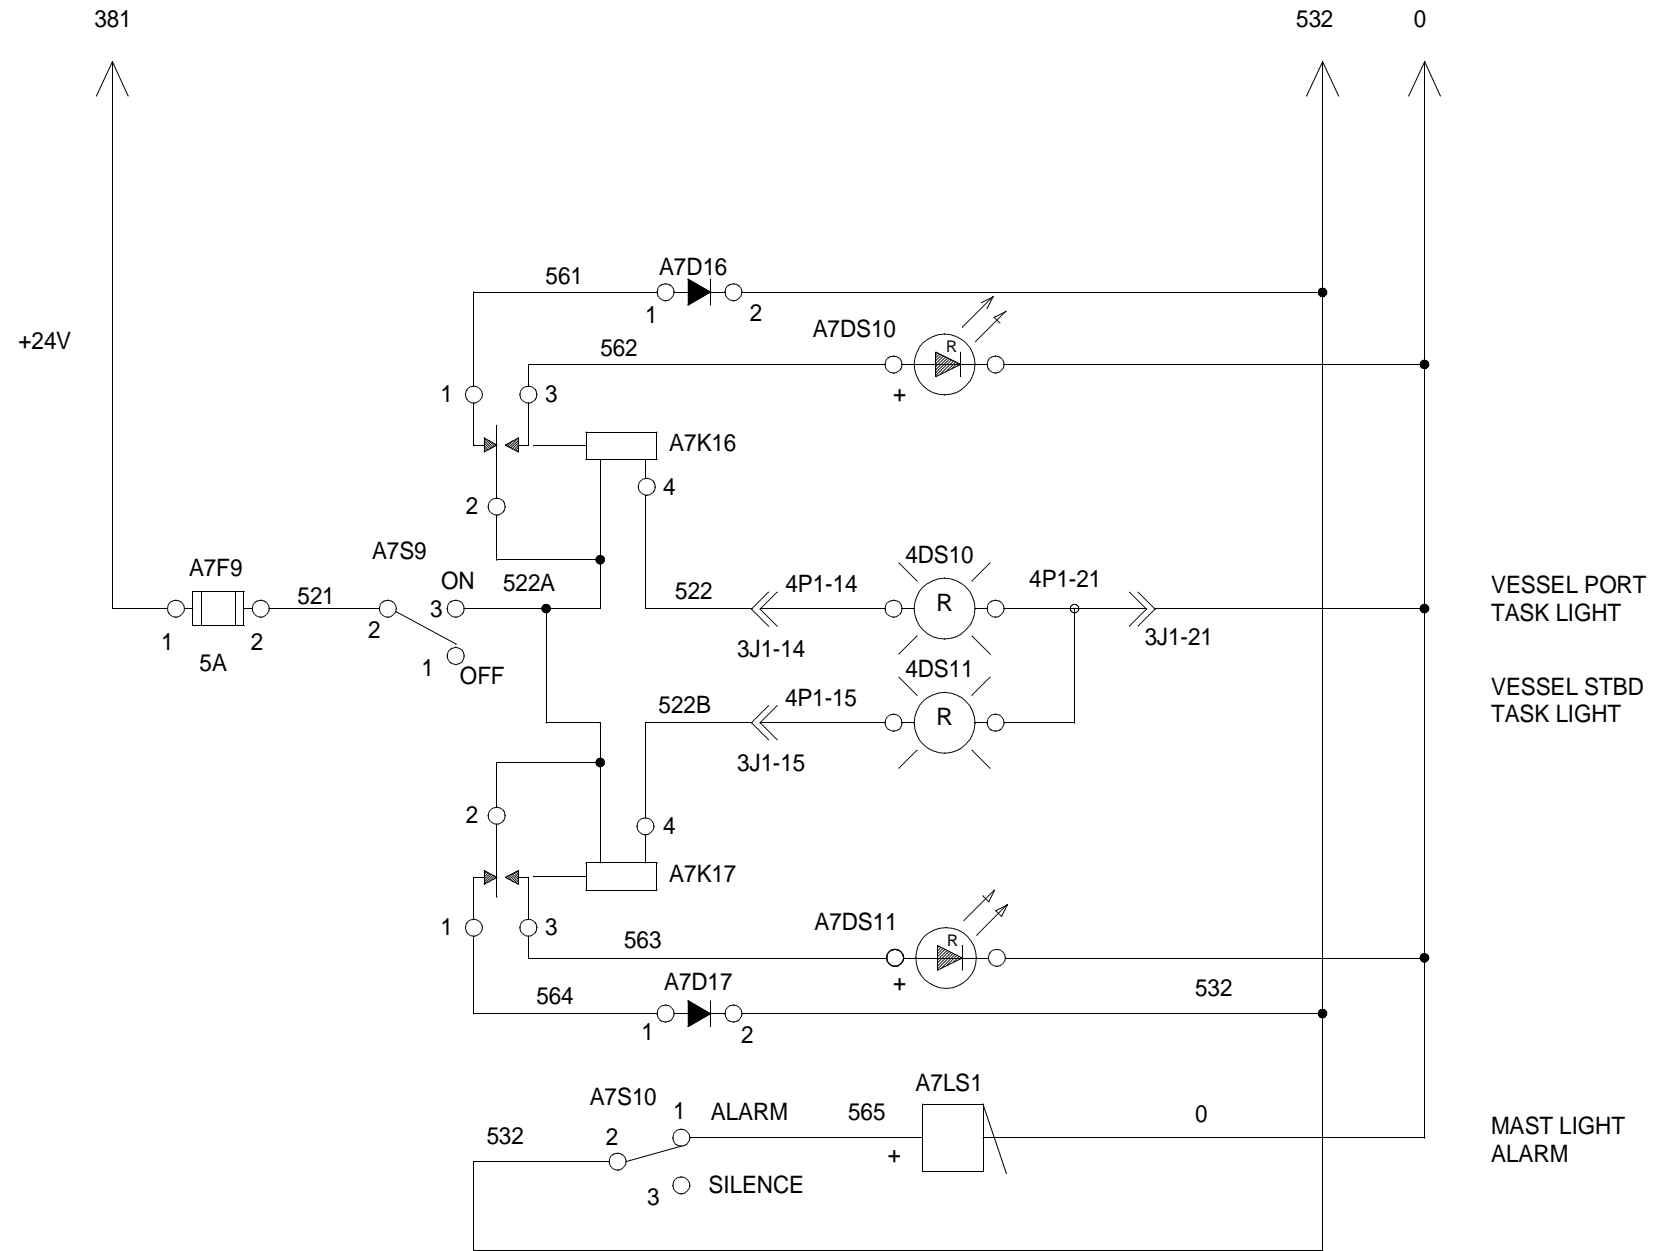 381
532
0
+24V
561
A7D16
1
2
A7DS10
R
+
562
1
3
A7K16
4
2
A7S9
A7F9
ON
522A
521
3
1
2
5A
2
1
OFF
522
4P1-14
3J1-14
4DS10
R
4P1-21
3J1-21
VESSEL PORT
TASK LIGHT
4DS11
522B
4P1-15
R
3J1-15
VESSEL STBD
TASK LIGHT
2
4
A7K17
1
3
563
A7DS11
R
+
564
A7D17
1
2
532
A7S10
1
ALARM
565
A7LS1
0
MAST LIGHT
ALARM
532
2
+
3
SILENCE